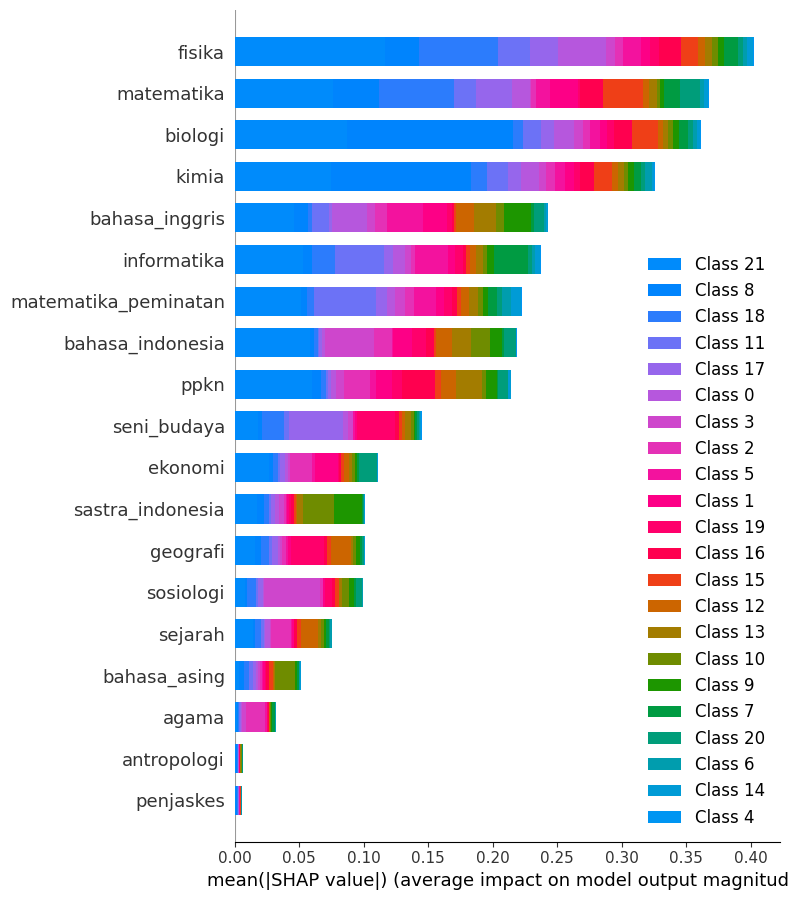 fisika
matematika
biologi
kimia
bahasa_inggris
informatika
matematika_peminatan
bahasa_indonesia
ppkn
seni_budaya
ekonomi
sastra_indonesia
geografi
sosiologi
sejarah
bahasa_asing
agama
antropologi
penjaskes
Class 21
Class 8
Class 18
Class 11
Class 17
Class 0
Class 3
Class 2
Class 5
Class 1
Class 19
Class 16
Class 15
Class 12
Class 13
Class 10
Class 9
Class 7
Class 20
Class 6
Class 14
Class 4
0.00 0.05 0.10 0.15 0.20 0.25 0.30 0.35 0.40
mean(|SHAP value|) (average impact on model output magnitud